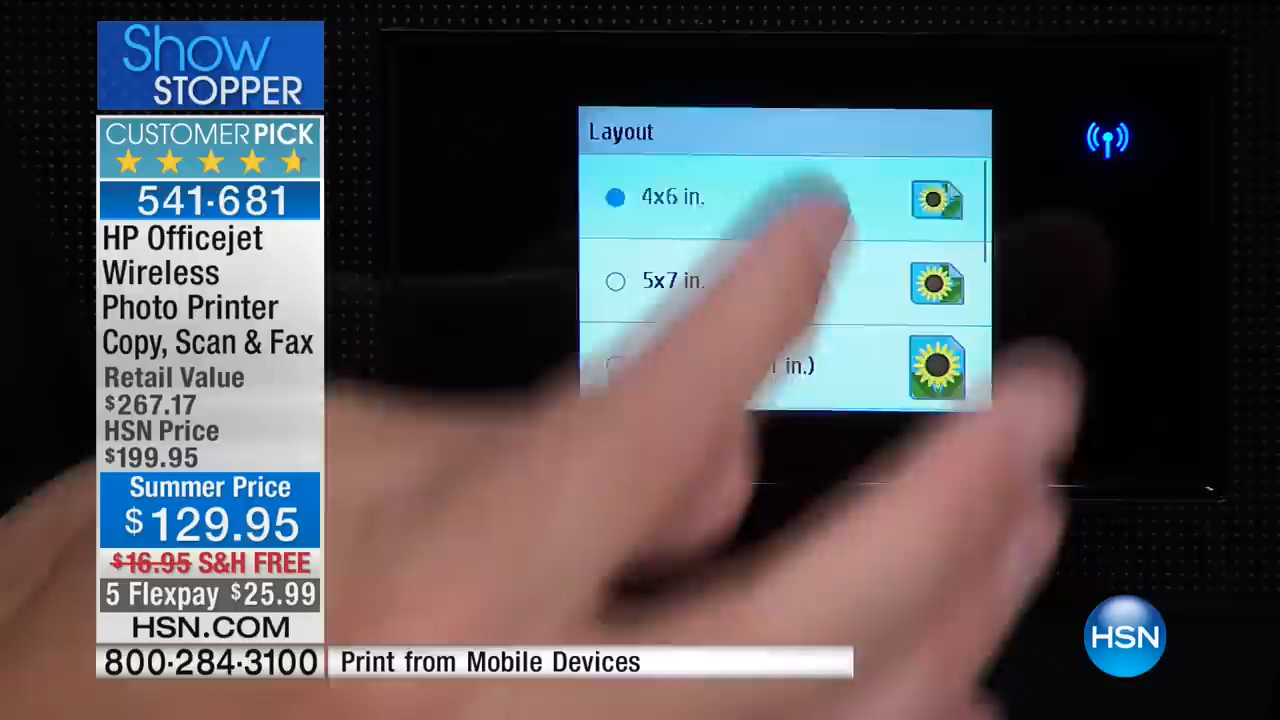 Show
STOPPER
CUSTOMER PICK
541·681
HP Officejet
Wireless
Photo Printer
Copy, Scan & Fax
Retail Value
$267.17
HSN Price
$199.95
Summer Price
$129.95
$16.95 S&H FREE
5 Flexpay $25.99
HSN.COM
800·284·3100
Print from Mobile Devices
Layout
4x6 in.
5x7 in.
in.)
HSN